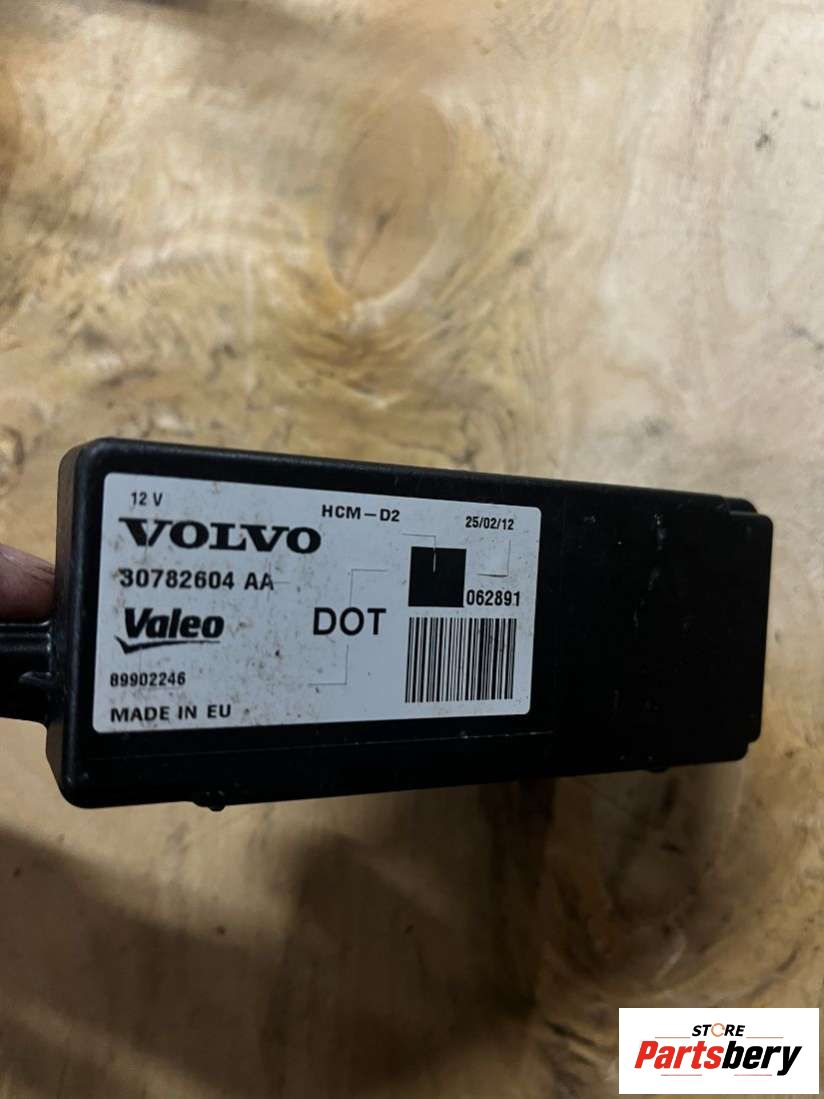 12 V
HCM-D2
25/02/12
VOLVO
30782604 AA
062891
Valeo
DOT
89902246
MADE IN EU
STORE
Partsbery